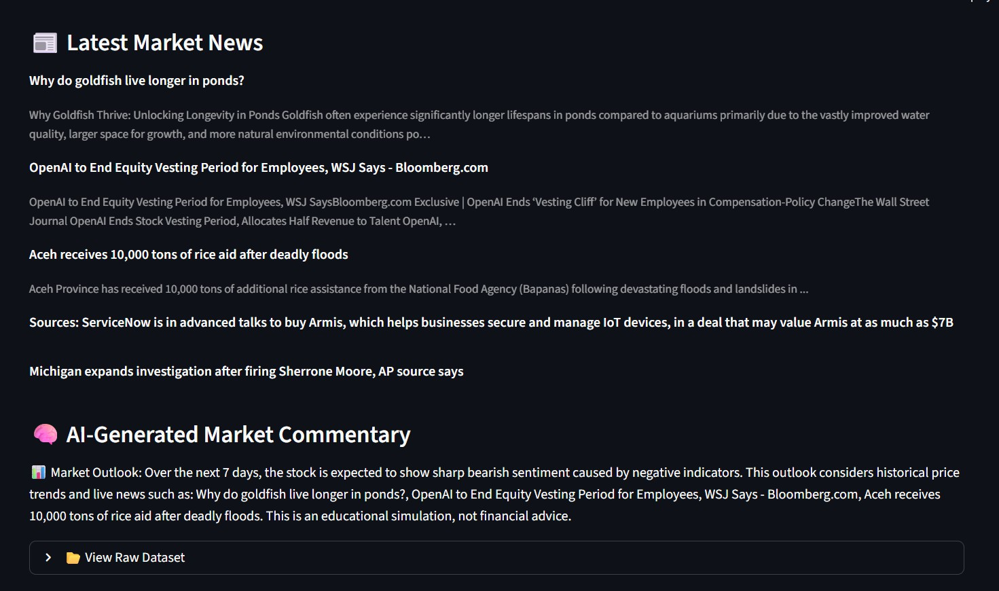 Latest Market News
Why do goldfish live longer in ponds?
Why Goldfish Thrive: Unlocking Longevity in Ponds Goldfish often experience significantly longer lifespans in ponds compared to aquariums primarily due to the vastly improved water
quality, larger space for growth, and more natural environmental conditions po…
OpenAI to End Equity Vesting Period for Employees, WSJ Says - Bloomberg.com
OpenAI to End Equity Vesting Period for Employees, WSJ SaysBloomberg.com Exclusive | OpenAI Ends ‘Vesting Cliff’ for New Employees in Compensation-Policy ChangeThe Wall Street
Journal OpenAI Ends Stock Vesting Period, Allocates Half Revenue to Talent OpenAI, …
Aceh receives 10,000 tons of rice aid after deadly floods
Aceh Province has received 10,000 tons of additional rice assistance from the National Food Agency (Bapanas) following devastating floods and landslides in ...
Sources: ServiceNow is in advanced talks to buy Armis, which helps businesses secure and manage IoT devices, in a deal that may value Armis at as much as $7B
Michigan expands investigation after firing Sherrone Moore, AP source says
AI-Generated Market Commentary
Market Outlook: Over the next 7 days, the stock is expected to show sharp bearish sentiment caused by negative indicators. This outlook considers historical price
trends and live news such as: Why do goldfish live longer in ponds?, OpenAI to End Equity Vesting Period for Employees, WSJ Says - Bloomberg.com, Aceh receives
10,000 tons of rice aid after deadly floods. This is an educational simulation, not financial advice.
View Raw Dataset